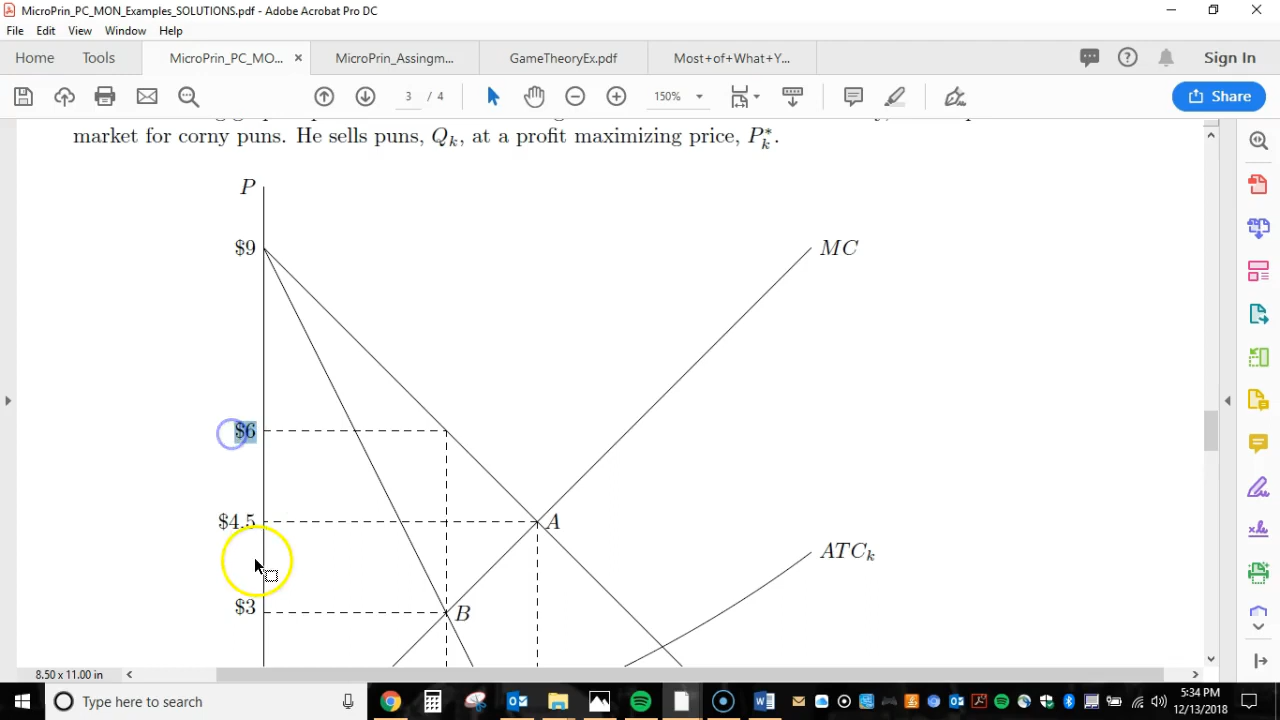 MicroPrin_PC_MON_Examples_SOLUTIONS.pdf - Adobe Acrobat Pro DC
File Edit View Window Help
Home Tools MicroPrin_PC_MO... × MicroPrin_Assingm... GameTheoryEx.pdf Most+of+What+Y... Sign In
3 / 4 150% Share
market for corny puns. He sells puns, Qk, at a profit maximizing price, P*k.
P
$9 MC
$6
$4.5 A
ATCk
$3 B
8.50 x 11.00 in
Type here to search
5:34 PM
12/13/2018